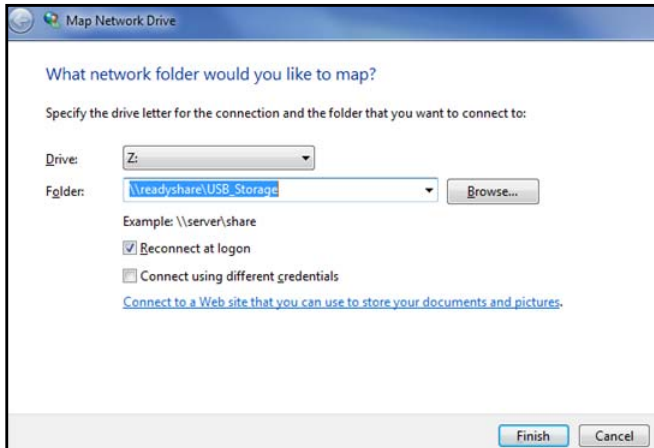 Map Network Drive
What network folder would you like to map?
Specify the drive letter for the connection and the folder that you want to connect to:
Drive: Z:
Folder: \\readyshare\USB_Storage Browse...
Example: \\server\share
Reconnect at logon
Connect using different credentials
Connect to a Web site that you can use to store your documents and pictures.
Finish Cancel